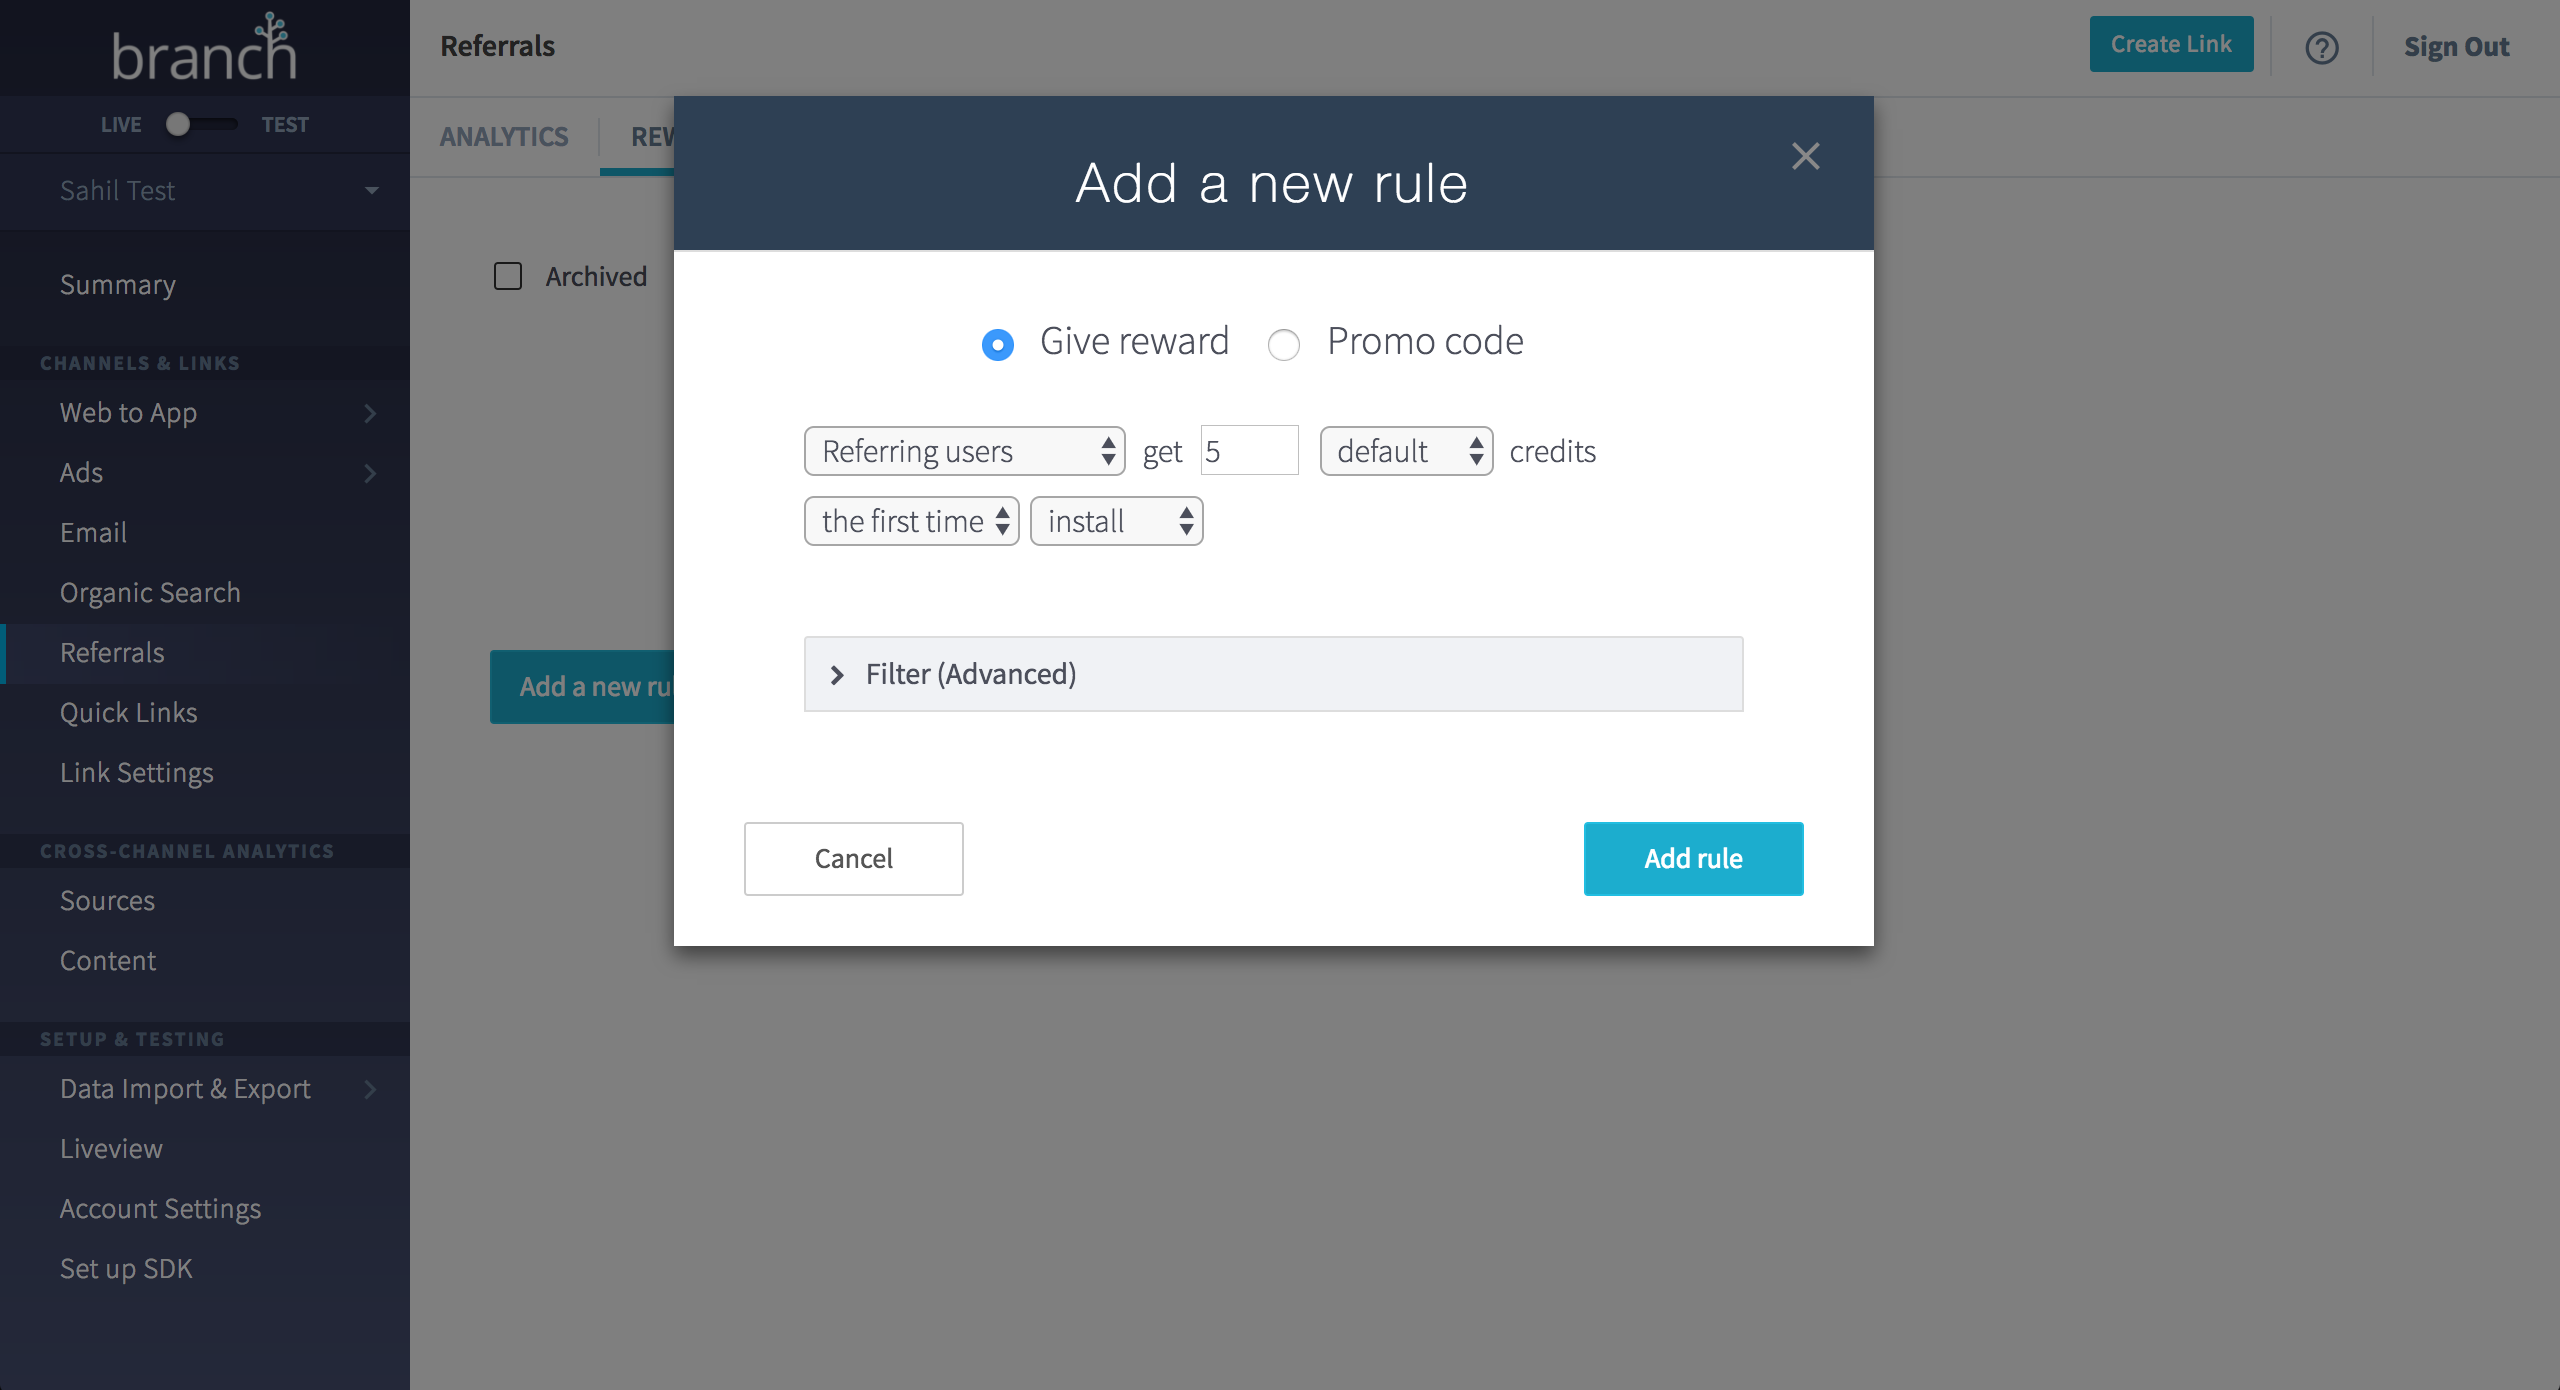 branch
LIVE TEST
Sahil Test
Summary
CHANNELS & LINKS
Web to App
Ads
Email
Organic Search
Referrals
Quick Links
Link Settings
CROSS-CHANNEL ANALYTICS
Sources
Content
SETUP & TESTING
Data Import & Export
Liveview
Account Settings
Set up SDK
Referrals
Create Link
?
Sign Out
ANALYTICS
REW
Archived
Add a new ru
Add a new rule
Give reward Promo code
Referring users get 5 default credits
the first time install
Filter (Advanced)
Cancel Add rule